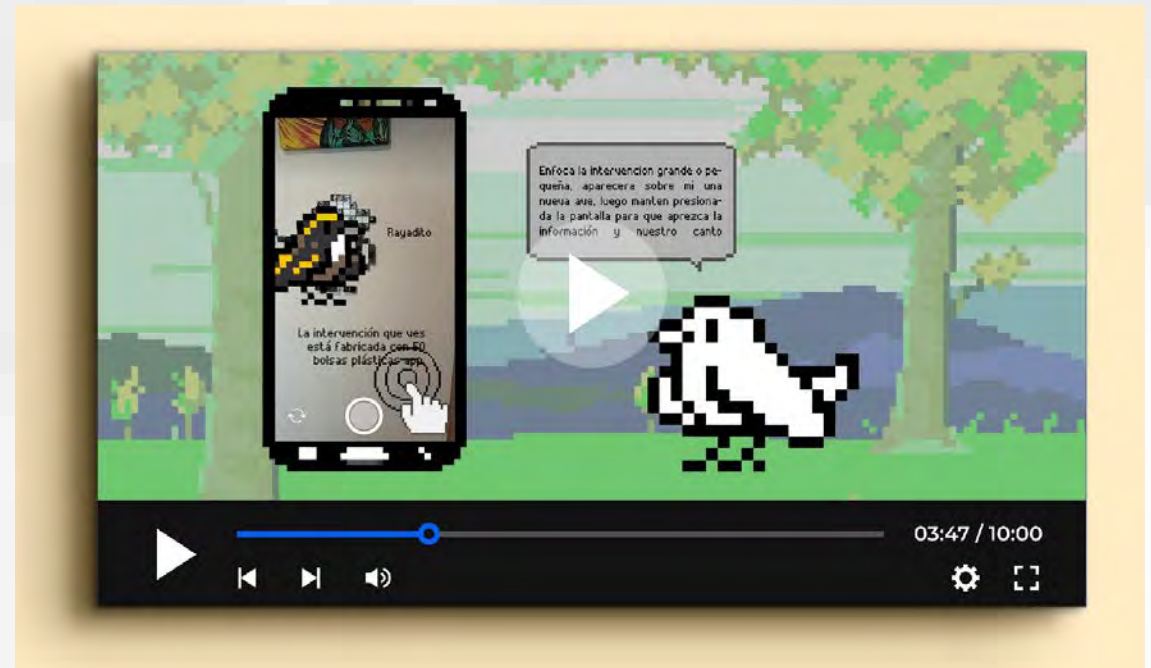 Enfoca la intervencion grande o pe-
queña, aparecera sobre mi una
nueva ave, luego manten presiona-
da la pantalla para que aprezca la
información y nuestro canto
Rayadito
La intervención que ves
está fabricada con 50
bolsas plásticas app.
03:47 / 10:00